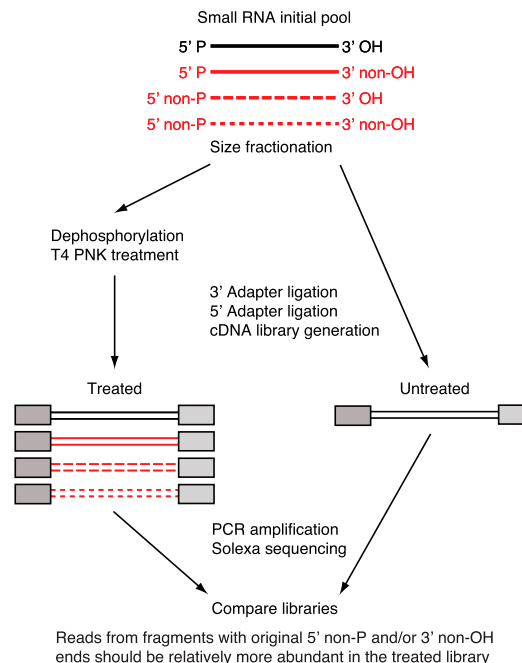 Small RNA initial pool
5’ P 3’ OH
5’ P 3’ non-OH
5’ non-P 3’ OH
5’ non-P 3’ non-OH
Size fractionation
Dephosphorylation
T4 PNK treatment
3’ Adapter ligation
5’ Adapter ligation
cDNA library generation
Treated
Untreated
PCR amplification
Solexa sequencing
Compare libraries
Reads from fragments with original 5’ non-P and/or 3’ non-OH
ends should be relatively more abundant in the treated library